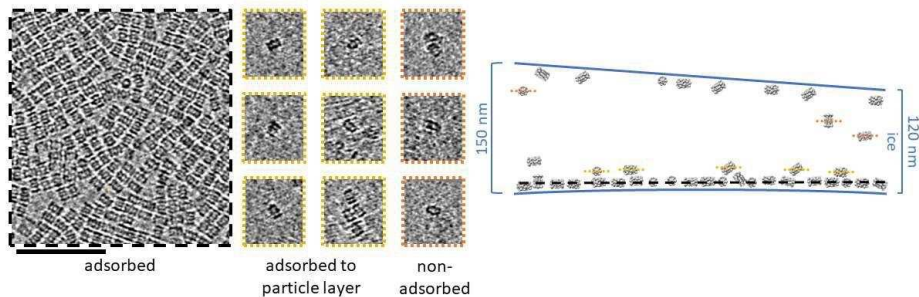 adsorbed
adsorbed to
particle layer
non-
adsorbed
150 nm
ice
120 nm